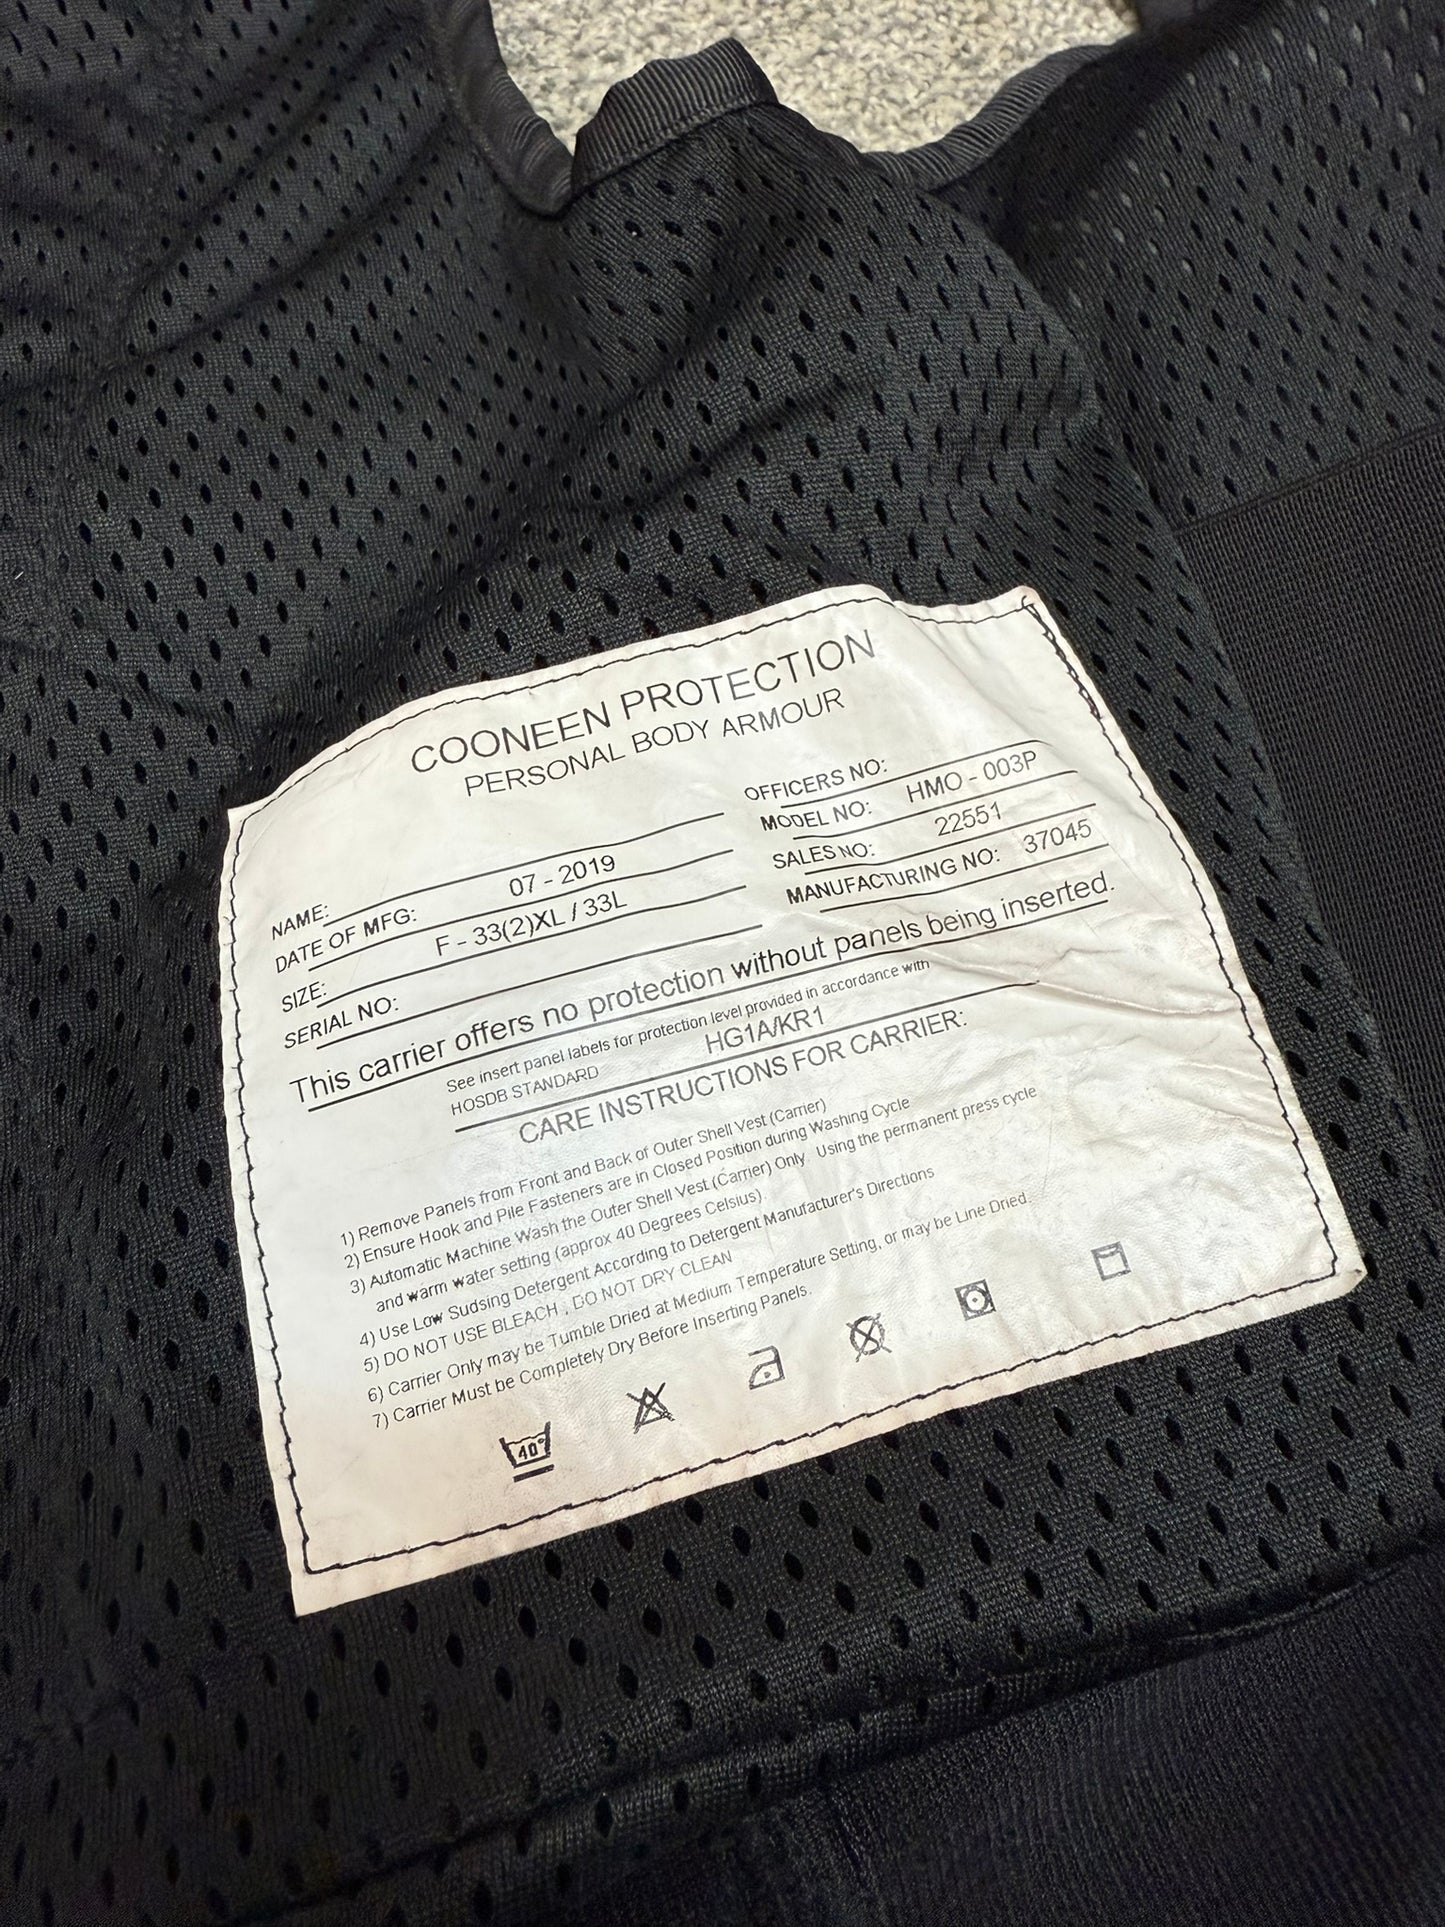 COONEEN PROTECTION
PERSONAL BODY ARMOUR
NAME:
DATE OF MFG: 07 - 2019
SIZE: F - 33(2)XL / 33L
SERIAL NO:
OFFICERS NO:
MODEL NO: HMO - 003P
SALES NO: 22551
MANUFACTURING NO: 37045
This carrier offers no protection without panels being inserted.
See insert panel labels for protection level provided in accordance with
HOSDB STANDARD HG1A/KR1
CARE INSTRUCTIONS FOR CARRIER:
1) Remove Panels from Front and Back of Outer Shell Vest (Carrier)
2) Ensure Hook and Pile Fasteners are in Closed Position during Washing Cycle
3) Automatic Machine Wash the Outer Shell Vest (Carrier) Only. Using the permanent press cycle
and warm water setting (approx 40 Degrees Celsius).
4) Use Low Sudsing Detergent According to Detergent Manufacturer's Directions
5) DO NOT USE BLEACH , DO NOT DRY CLEAN
6) Carrier Only may be Tumble Dried at Medium Temperature Setting, or may be Line Dried.
7) Carrier Must be Completely Dry Before Inserting Panels.
40°